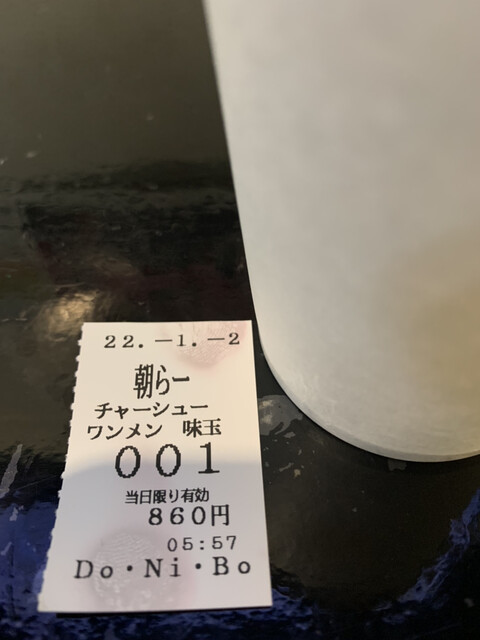 22.-1.-2
朝らー
チャーシュー
ワンメン 味玉
001
当日限り有効
860円
05:57
Do・Ni・Bo